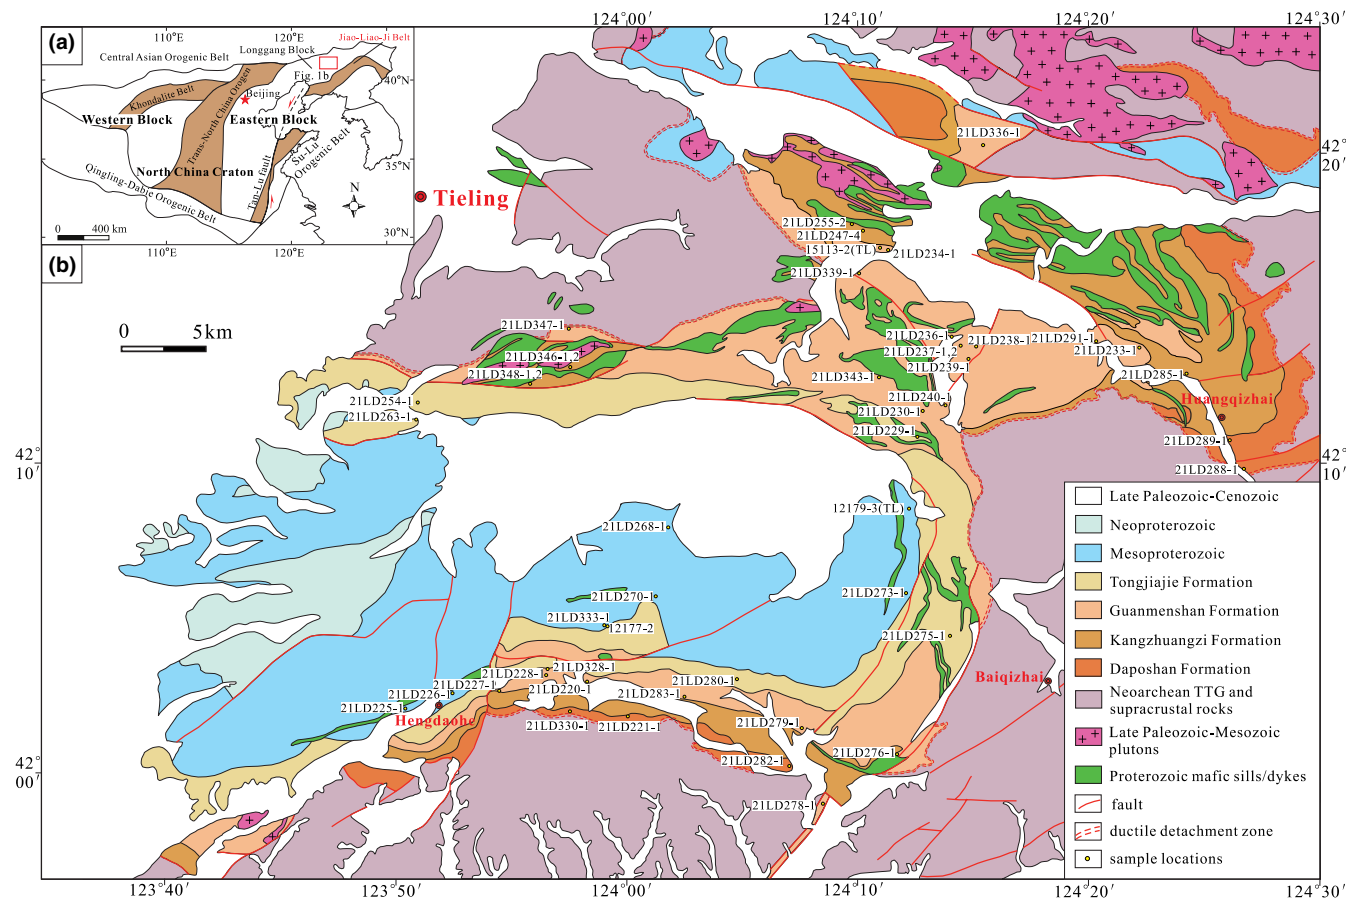 124°00′
124°10′
124°20′
124°30′
(a)
110°E
120°E
Jiao-Liao-Ji Belt
Longgang Block
Central Asian Orogenic Belt
Fig. 1b
40°N
Khondalite Belt
Trans-North China Orogen
Beijing
Western Block
Eastern Block
Su-Lu
Orogenic Belt
35°E
North China Craton
Qingling-Dabie Orogenic Belt
Tan-Lu fault
N
0 400 km
30°N
110°E
120°E
(b)
0 5km
Tieling
42°
20′
21LD336-1
21LD255-2
21LD247-4
15113-2(TL)
21LD234-1
21LD339-1
21LD347-1
21LD346-1,2
21LD348-1,2
21LD236-1
21LD237-1,2
21LD238-1
21LD239-1
21LD291-1
21LD233-1
21LD343-1
21LD285-1
21LD240-1
21LD230-1
21LD229-1
Huangqizhai
21LD289-1
21LD288-1
21LD254-1
21LD263-1
42°
10′
42°
10′
12179-3(TL)
21LD268-1
21LD270-1
21LD273-1
21LD333-1
12177-2
21LD275-1
21LD328-1
21LD228-1
21LD227-1
21LD220-1
21LD280-1
21LD226-1
21LD283-1
21LD225-1
Hengdaohe
21LD330-1
21LD221-1
21LD279-1
21LD276-1
21LD282-1
21LD278-1
Baiqizhai
42°
00′
42°
00′
Late Paleozoic-Cenozoic
Neoproterozoic
Mesoproterozoic
Tongjiajie Formation
Guanmenshan Formation
Kangzhuangzi Formation
Daposhan Formation
Neoarchean TTG and
supracrustal rocks
Late Paleozoic-Mesozoic
plutons
Proterozoic mafic sills/dykes
fault
ductile detachment zone
sample locations
123°40′
123°50′
124°00′
124°10′
124°20′
124°30′